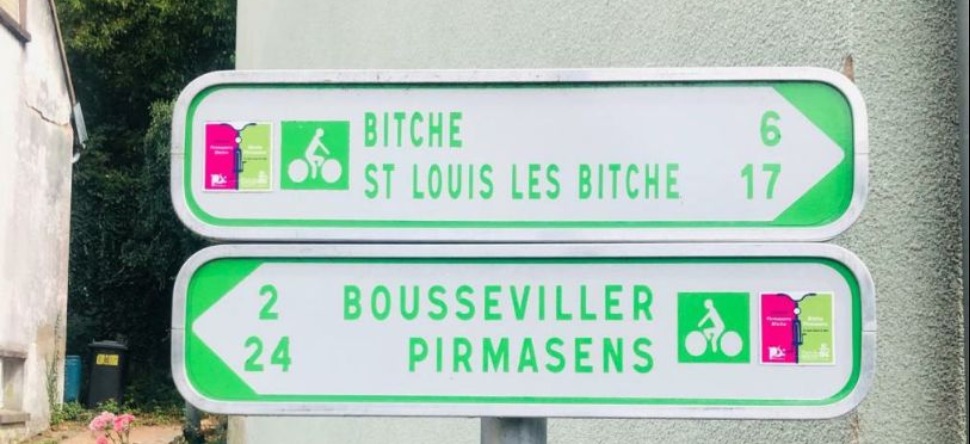 BITCHE 6
ST LOUIS LES BITCHE 17
2 BOUSSEVILLER
24 PIRMASENS